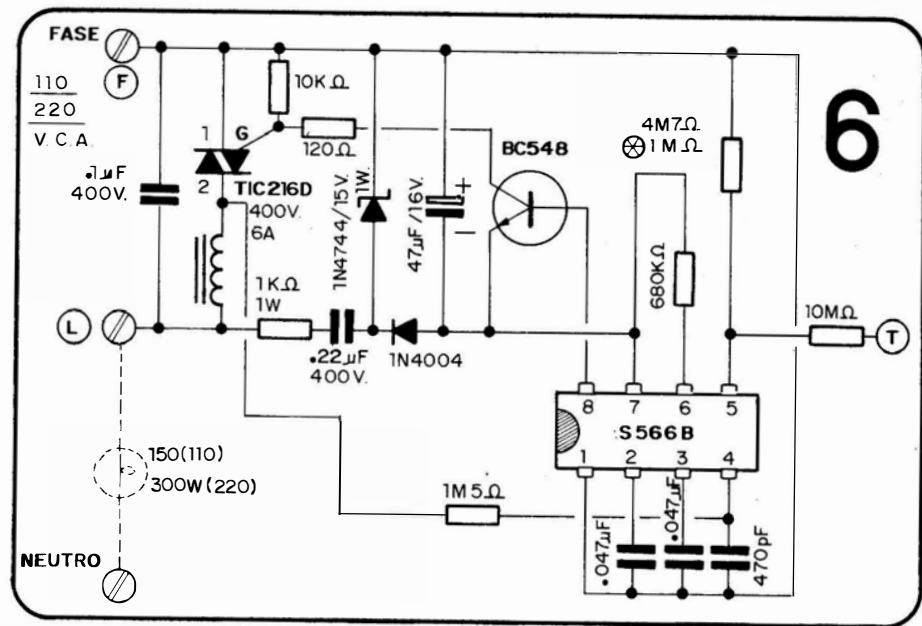 FASE
F
110
220
V.C.A.
.1µF
400V.
1
G
2
TIC216D
400V.
6A
10KΩ
120Ω
1N4744/15V.
1W.
47µF/16V.
+
−
BC548
4M7Ω
⊗1MΩ
6
680KΩ
10MΩ
T
L
1KΩ
1W
.22µF
400V.
1N4004
8
7
6
5
S566B
1
2
3
4
1M5Ω
.047µF
.047µF
470pF
150(110)
300W(220)
NEUTRO